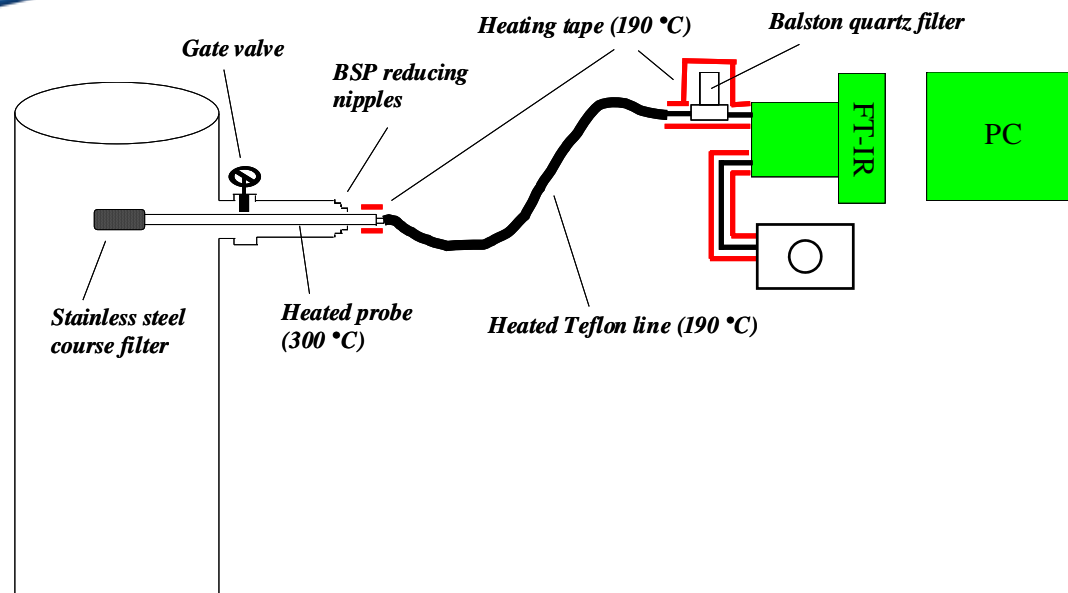 Heating tape (190 °C)
Balston quartz filter
Gate valve
BSP reducing
nipples
FT-IR
PC
Stainless steel
course filter
Heated probe
(300 °C)
Heated Teflon line (190 °C)